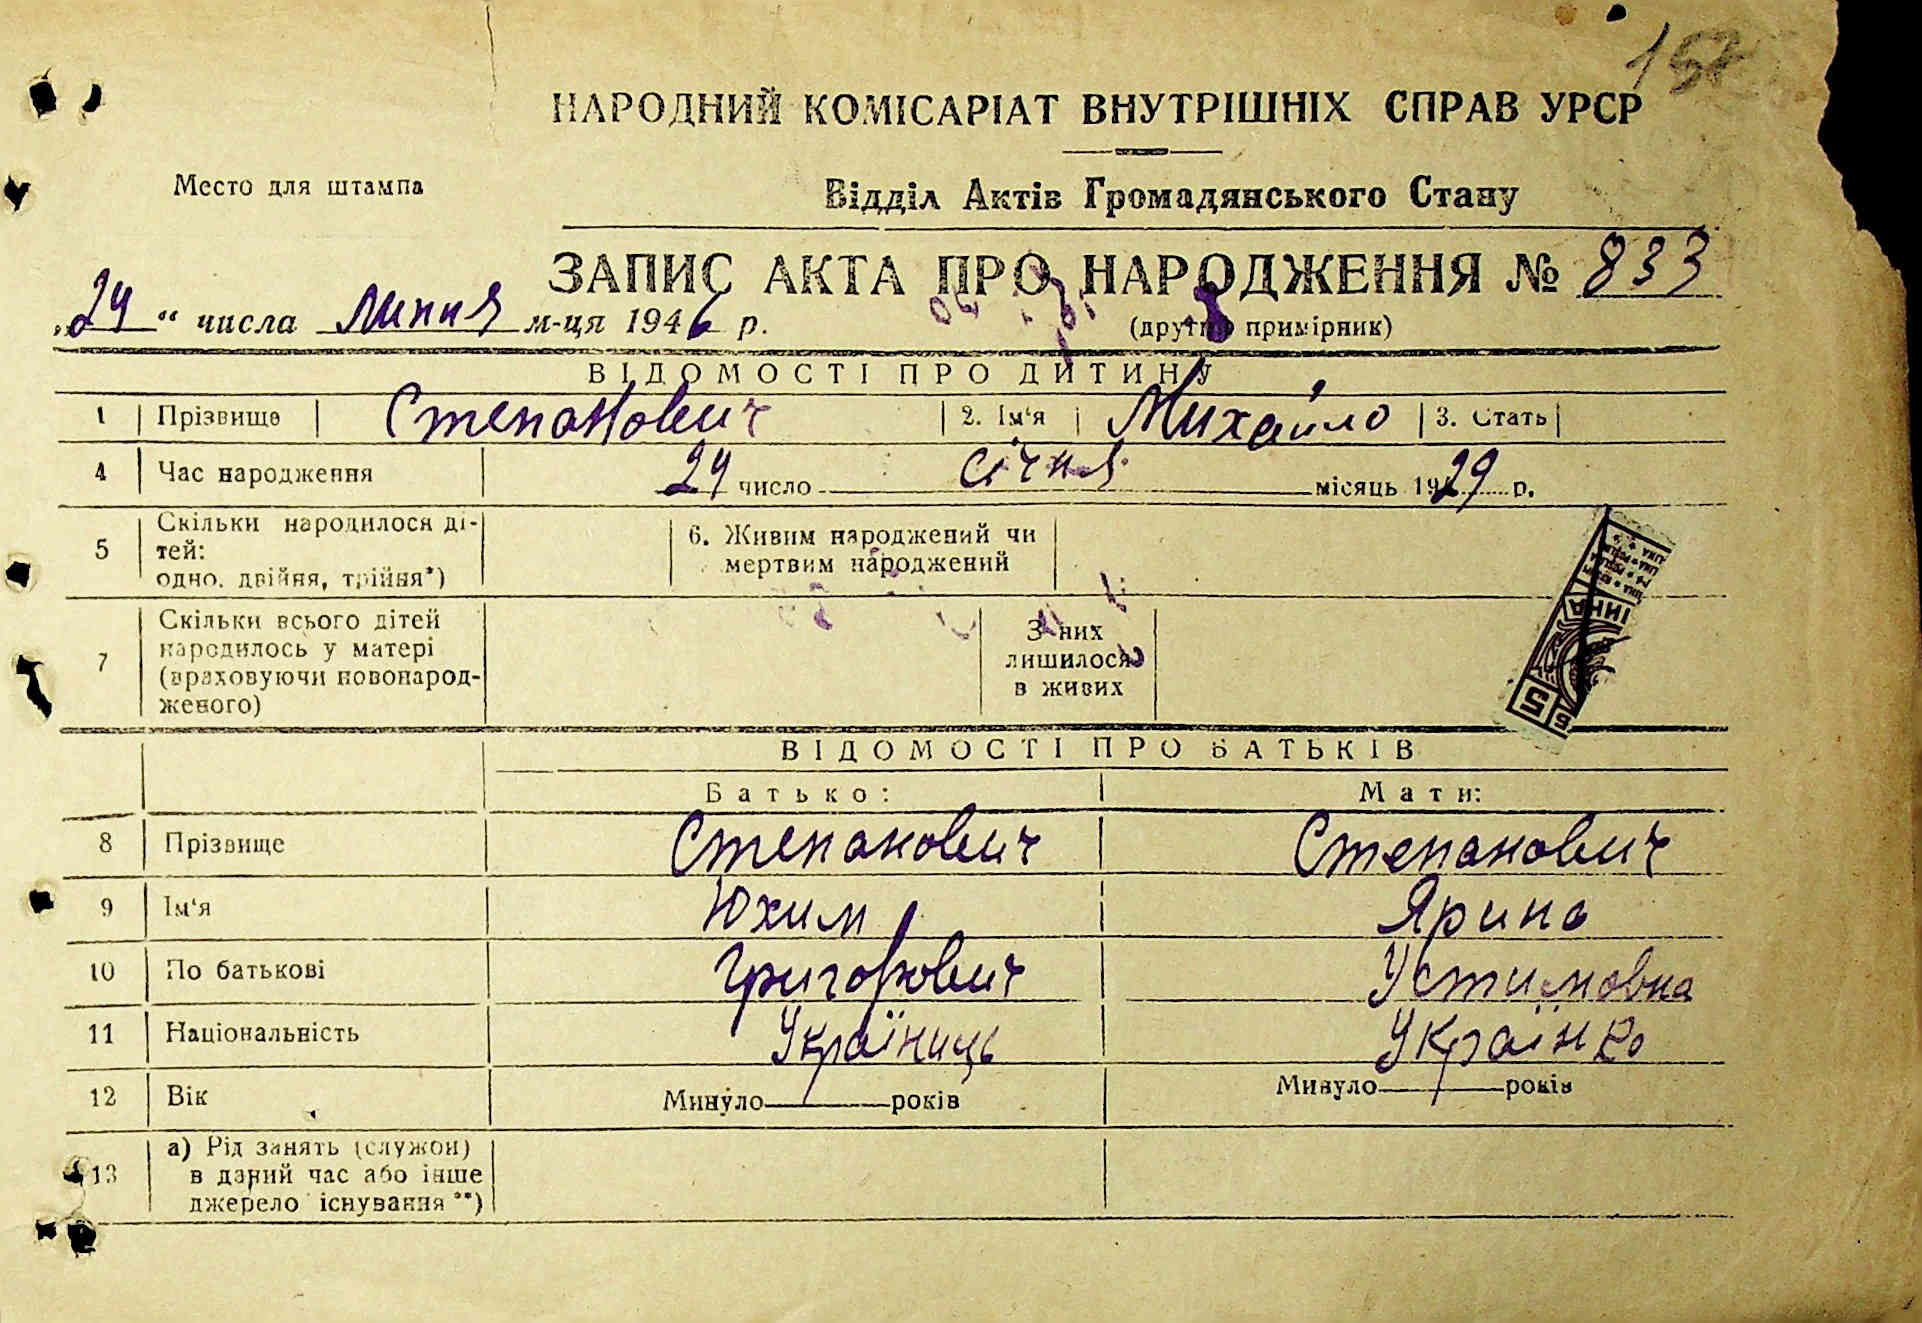 НАРОДНИЙ КОМІСАРІАТ ВНУТРІШНІХ СПРАВ УРСР
Место для штампа
Відділ Актів Громадянського Стану
ЗАПИС АКТА ПРО НАРОДЖЕННЯ № 833
„24“ числа липня м-ця 1946 р. (другий примірник)
ВІДОМОСТІ ПРО ДИТИНУ
1 Прізвище Степанович 2. Ім‘я Михайло 3. Стать
4 Час народження 24 число січня місяць 1929 р.
5 Скільки народилося ді-
тей:
одно, двійня, трійня*)
6. Живим народжений чи
мертвим народжений
7 Скільки всього дітей
народилось у матері
(враховуючи новонарод-
женого)
З них
лишилося
в живих
ВІДОМОСТІ ПРО БАТЬКІВ
Батько: Мати:
8 Прізвище Степанович Степанович
9 Ім‘я Юхим Ярина
10 По батькові Григорович Устимовна
11 Національність Україниць Українка
12 Вік Минуло — років Минуло — років
13 а) Рід занять (служби)
в даний час або інше
джерело існування **)